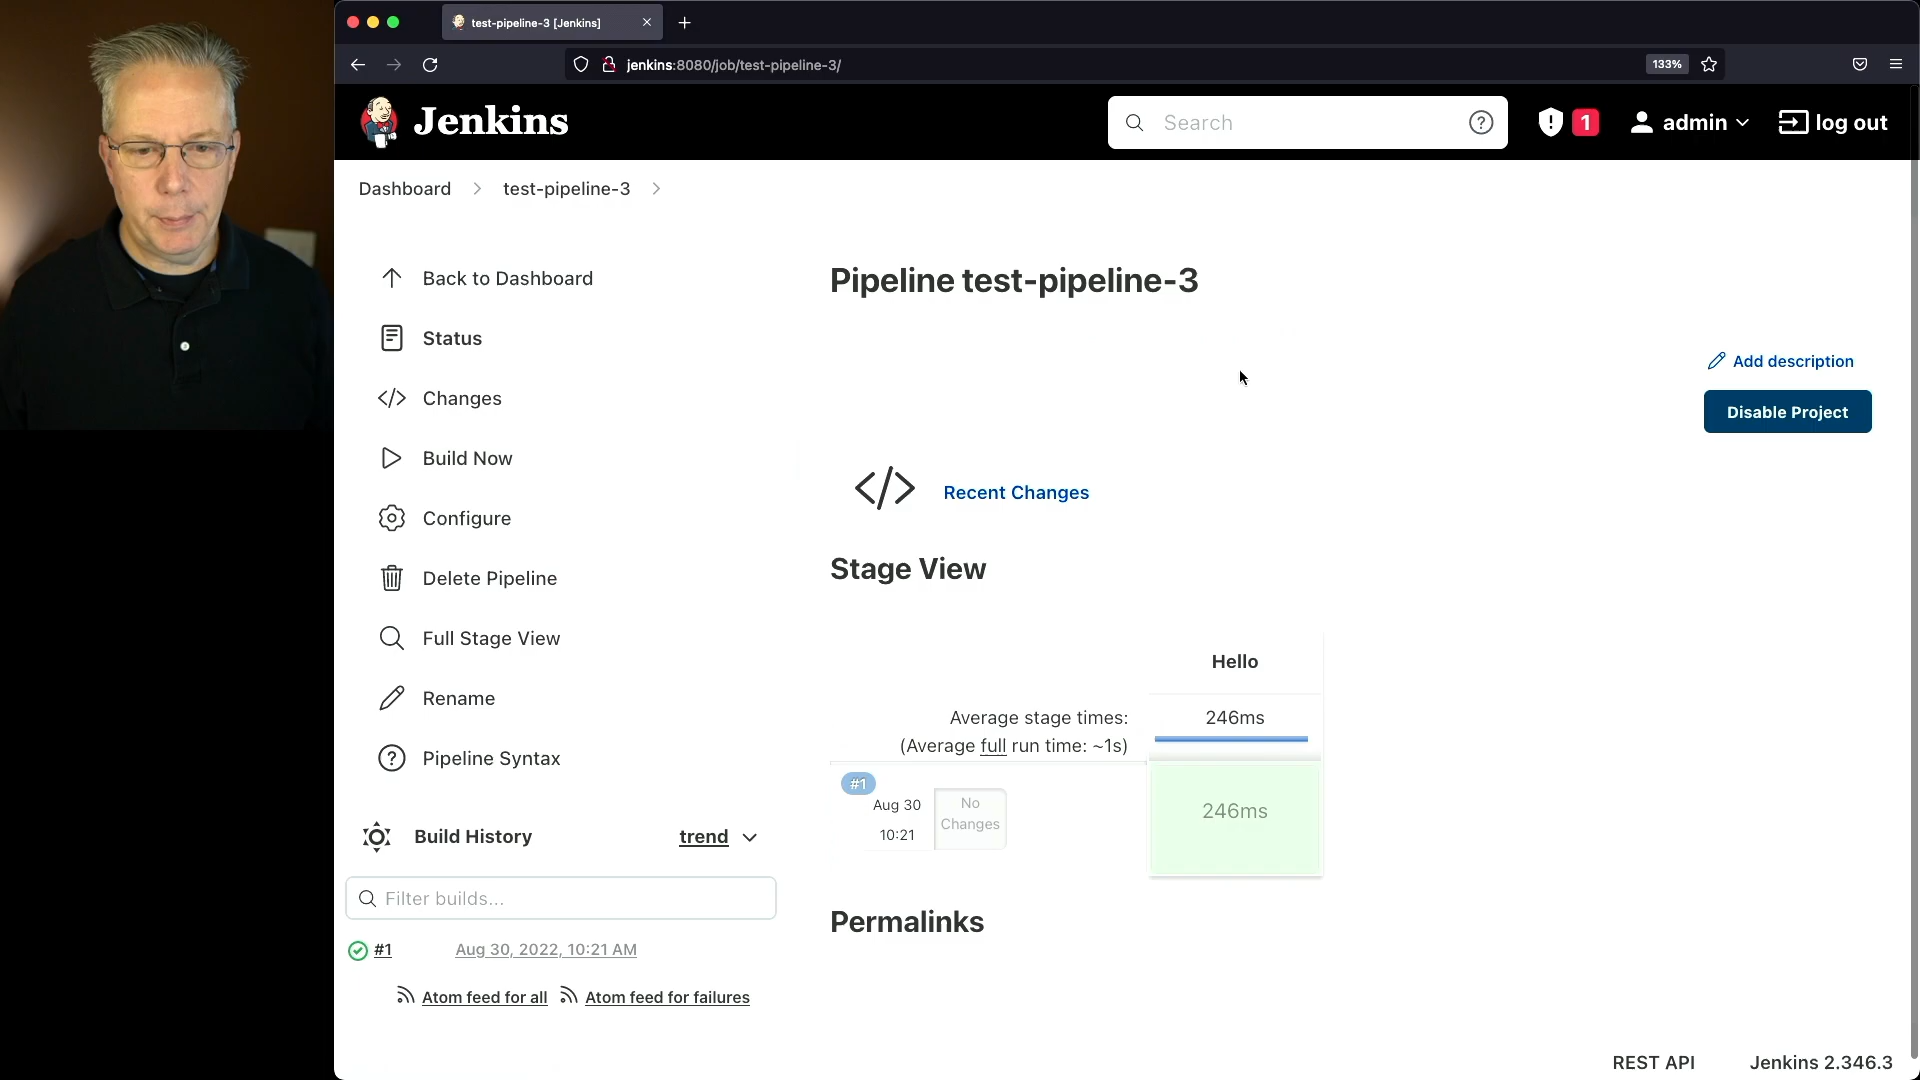 test-pipeline-3 [Jenkins]
jenkins:8080/job/test-pipeline-3/
133%
Jenkins
Search
1
admin
log out
Dashboard
test-pipeline-3
Back to Dashboard
Status
Changes
Build Now
Configure
Delete Pipeline
Full Stage View
Rename
Pipeline Syntax
Build History
trend
Filter builds...
#1
Aug 30, 2022, 10:21 AM
Atom feed for all
Atom feed for failures
Pipeline test-pipeline-3
Add description
Disable Project
Recent Changes
Stage View
Hello
Average stage times:
246ms
(Average full run time: ~1s)
#1
Aug 30
10:21
No
Changes
246ms
Permalinks
REST API
Jenkins 2.346.3